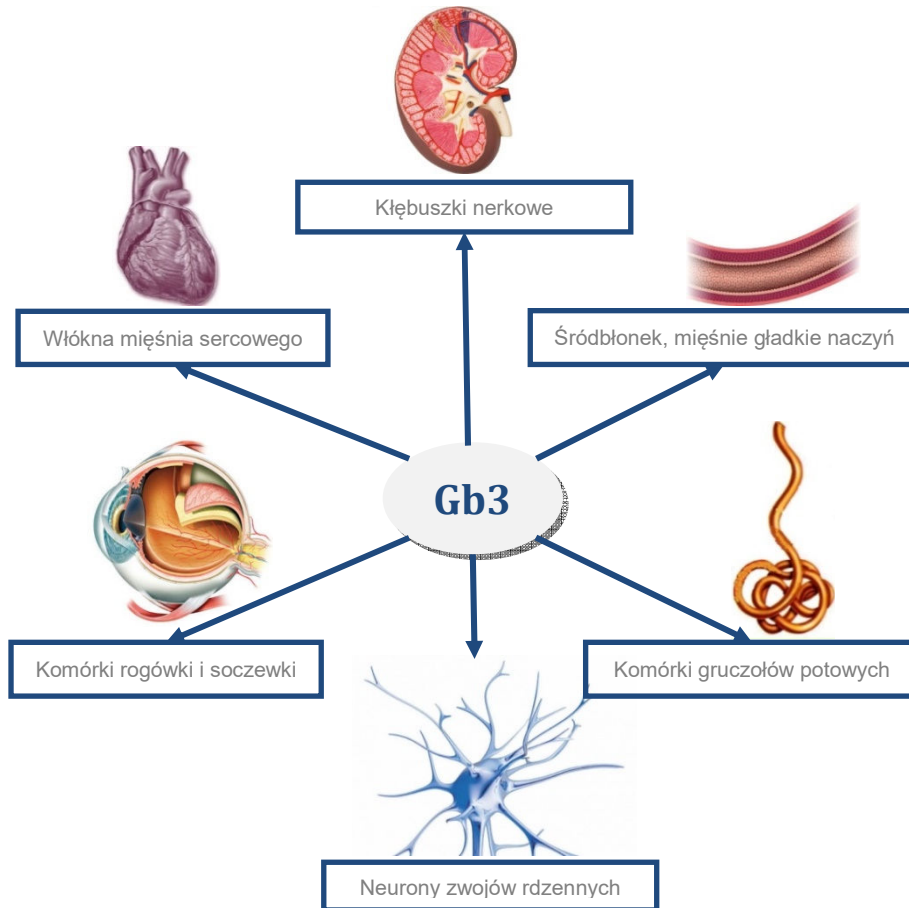 Kłębuszki nerkowe
Włókna mięśnia sercowego
Śródbłonek, mięśnie gładkie naczyń
Gb3
Komórki rogówki i soczewki
Komórki gruczołów potowych
Neurony zwojów rdzennych